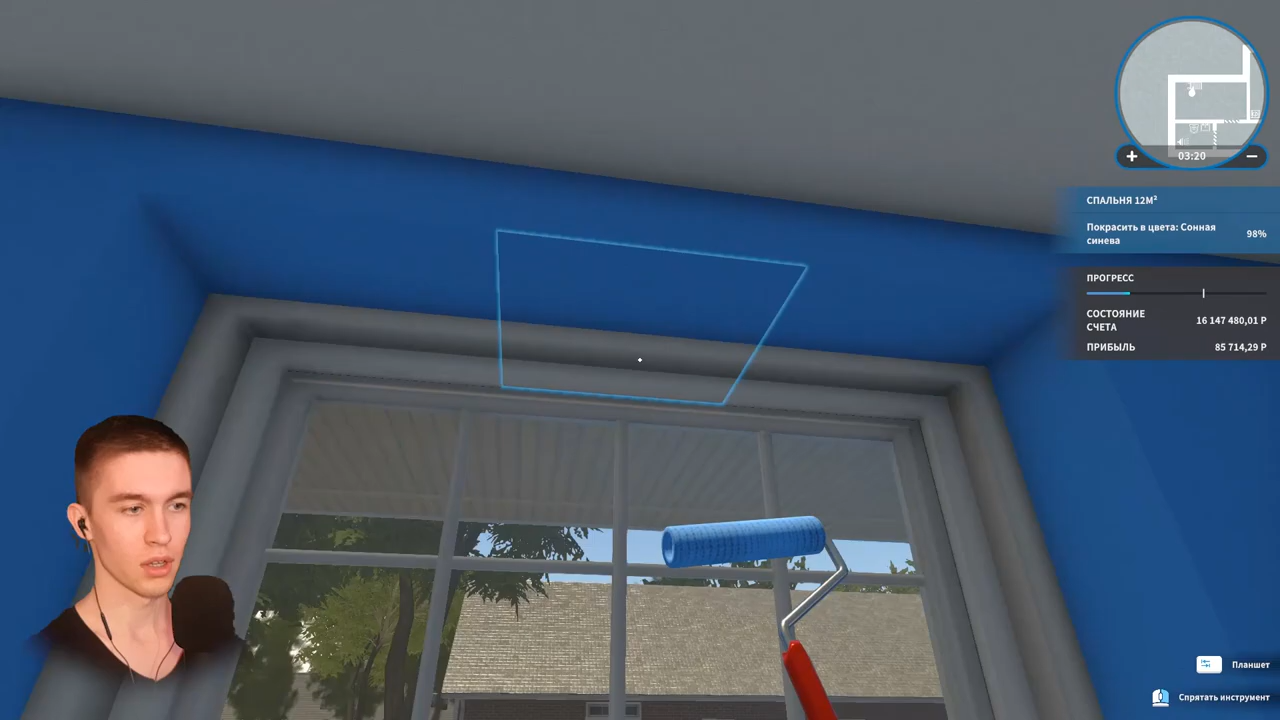 + 03:20 −
СПАЛЬНЯ 12М²
Покрасить в цвета: Сонная
синева
98%
ПРОГРЕСС
СОСТОЯНИЕ
СЧЕТА
16 147 480,01 Р
ПРИБЫЛЬ 85 714,29 Р
Планшет
Спрятать инструмент